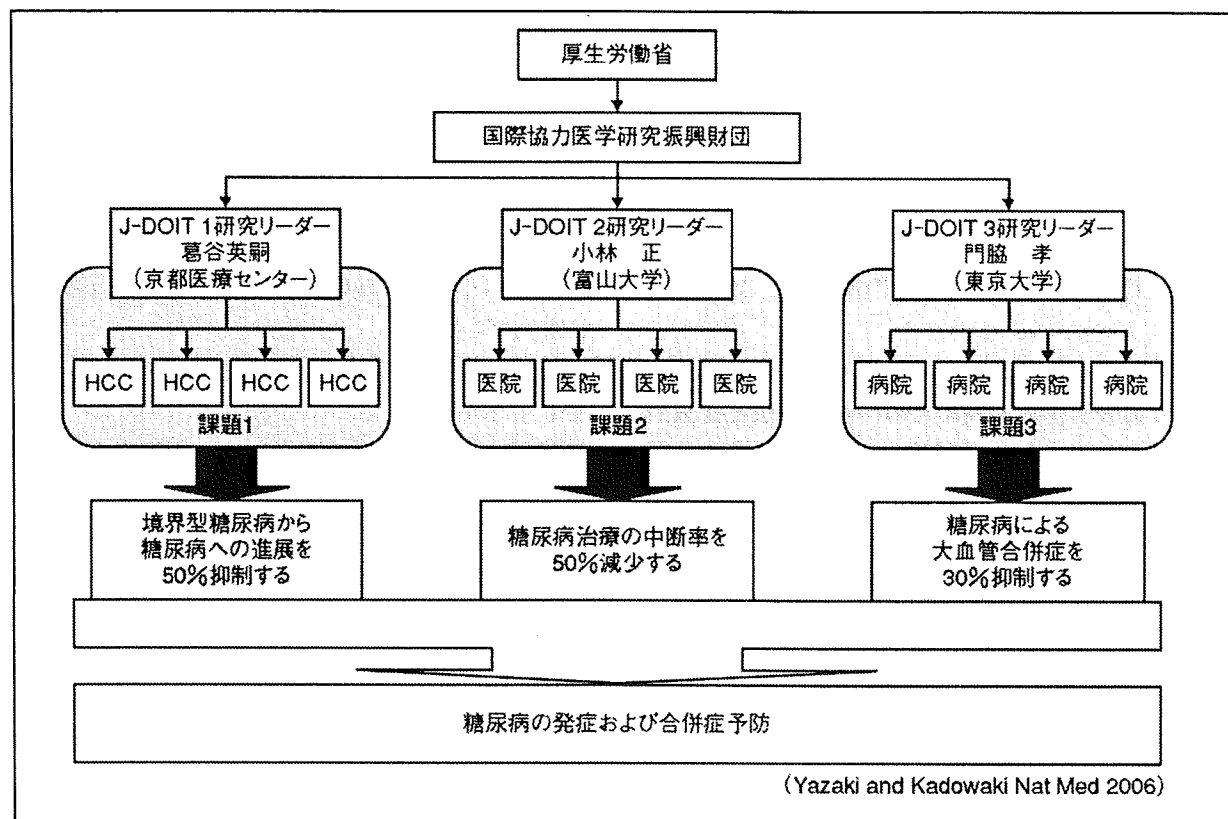 厚生労働省
国際協力医学研究振興財団
J-DOIT 1研究リーダー
葛谷英嗣
(京都医療センター)
HCC HCC HCC HCC
課題1
J-DOIT 2研究リーダー
小林 正
(富山大学)
医院 医院 医院 医院
課題2
J-DOIT 3研究リーダー
門脇 孝
(東京大学)
病院 病院 病院 病院
課題3
境界型糖尿病から
糖尿病への進展を
50%抑制する
糖尿病治療の中断率を
50%減少する
糖尿病による
大血管合併症を
30%抑制する
糖尿病の発症および合併症予防
(Yazaki and Kadowaki Nat Med 2006)